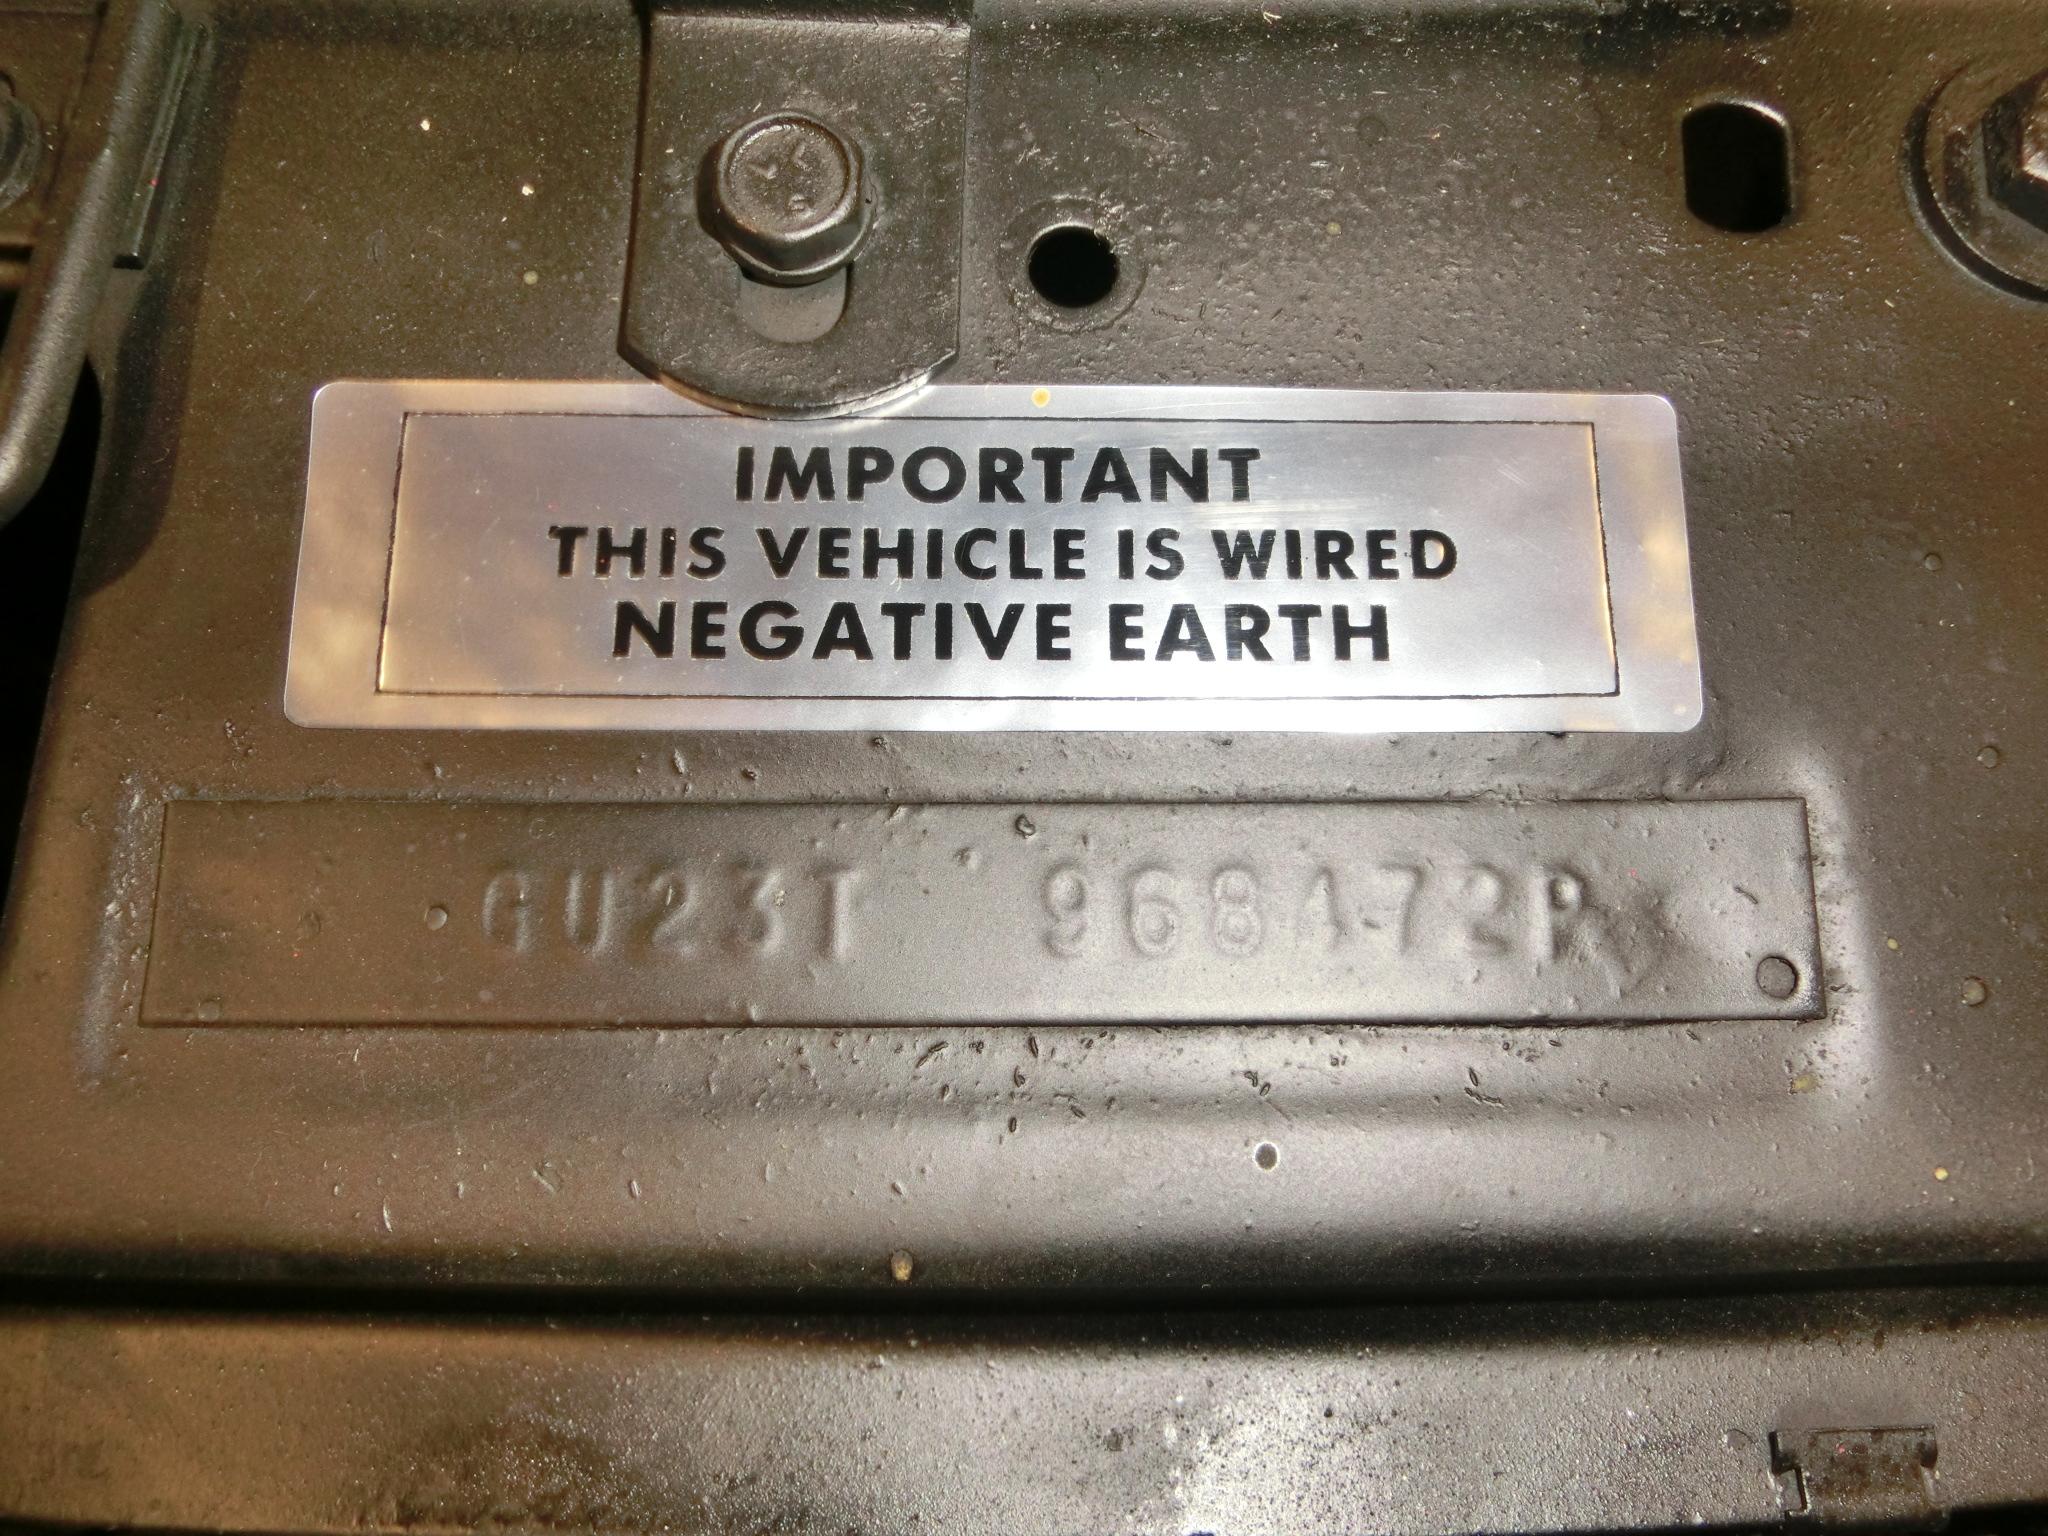 IMPORTANT
THIS VEHICLE IS WIRED
NEGATIVE EARTH
GU23T 968472P